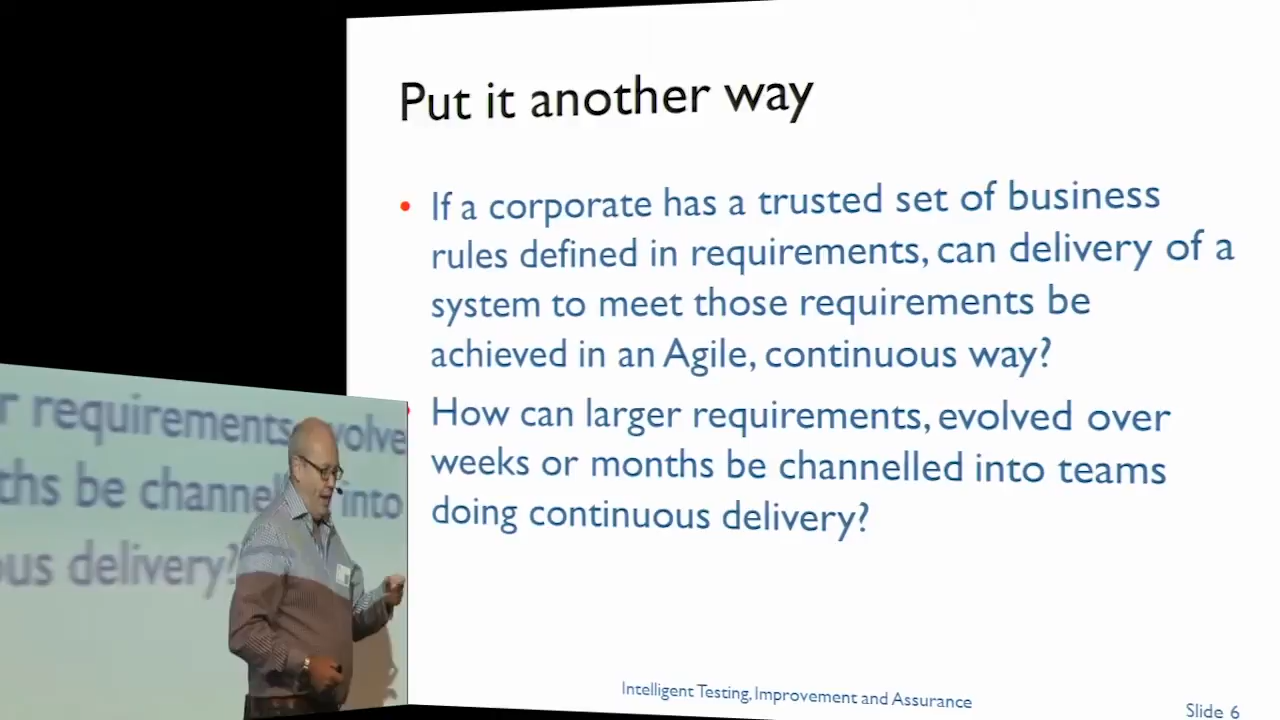 Put it another way
• If a corporate has a trusted set of business
rules defined in requirements, can delivery of a
system to meet those requirements be
achieved in an Agile, continuous way?
• How can larger requirements, evolved over
weeks or months be channelled into teams
doing continuous delivery?
r requirements, evolve
ths be channelled into
ous delivery?
Intelligent Testing, Improvement and Assurance
Slide 6